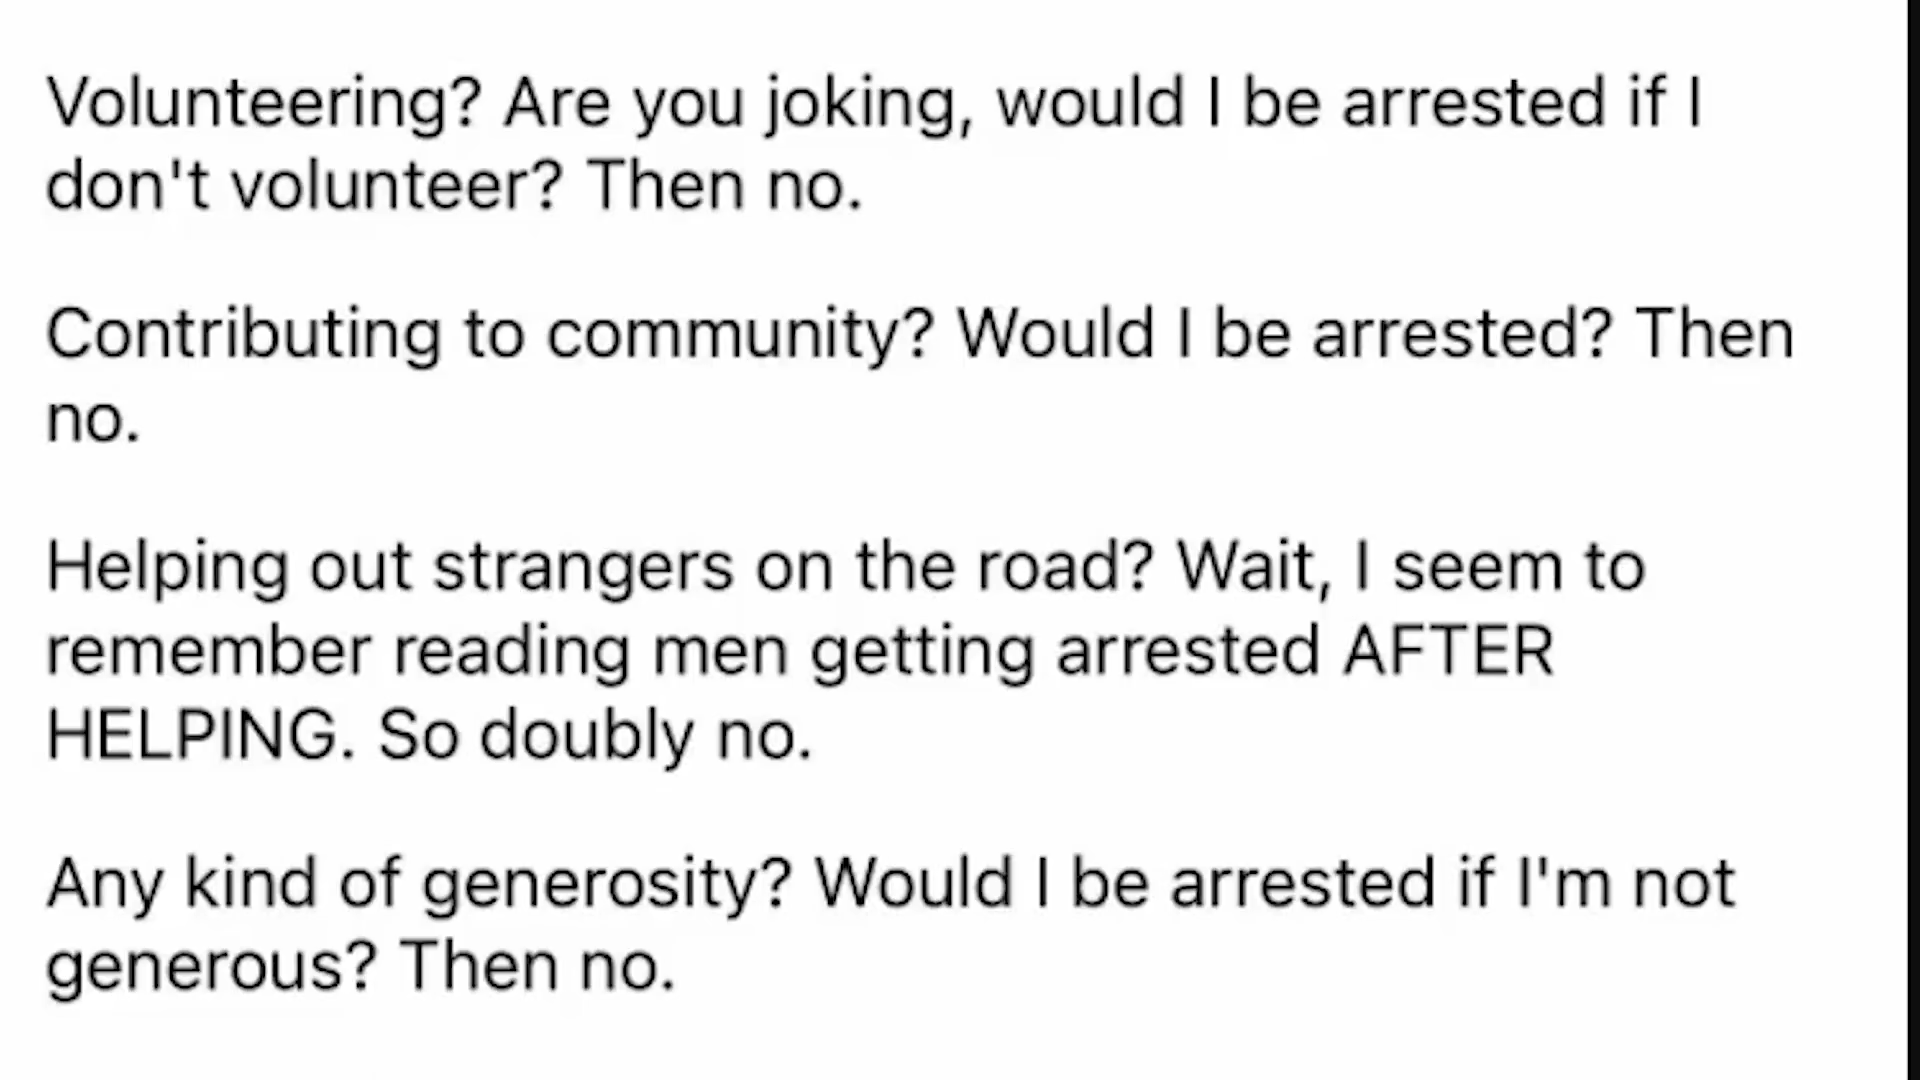 Volunteering? Are you joking, would I be arrested if I
don't volunteer? Then no.
Contributing to community? Would I be arrested? Then
no.
Helping out strangers on the road? Wait, I seem to
remember reading men getting arrested AFTER
HELPING. So doubly no.
Any kind of generosity? Would I be arrested if I'm not
generous? Then no.